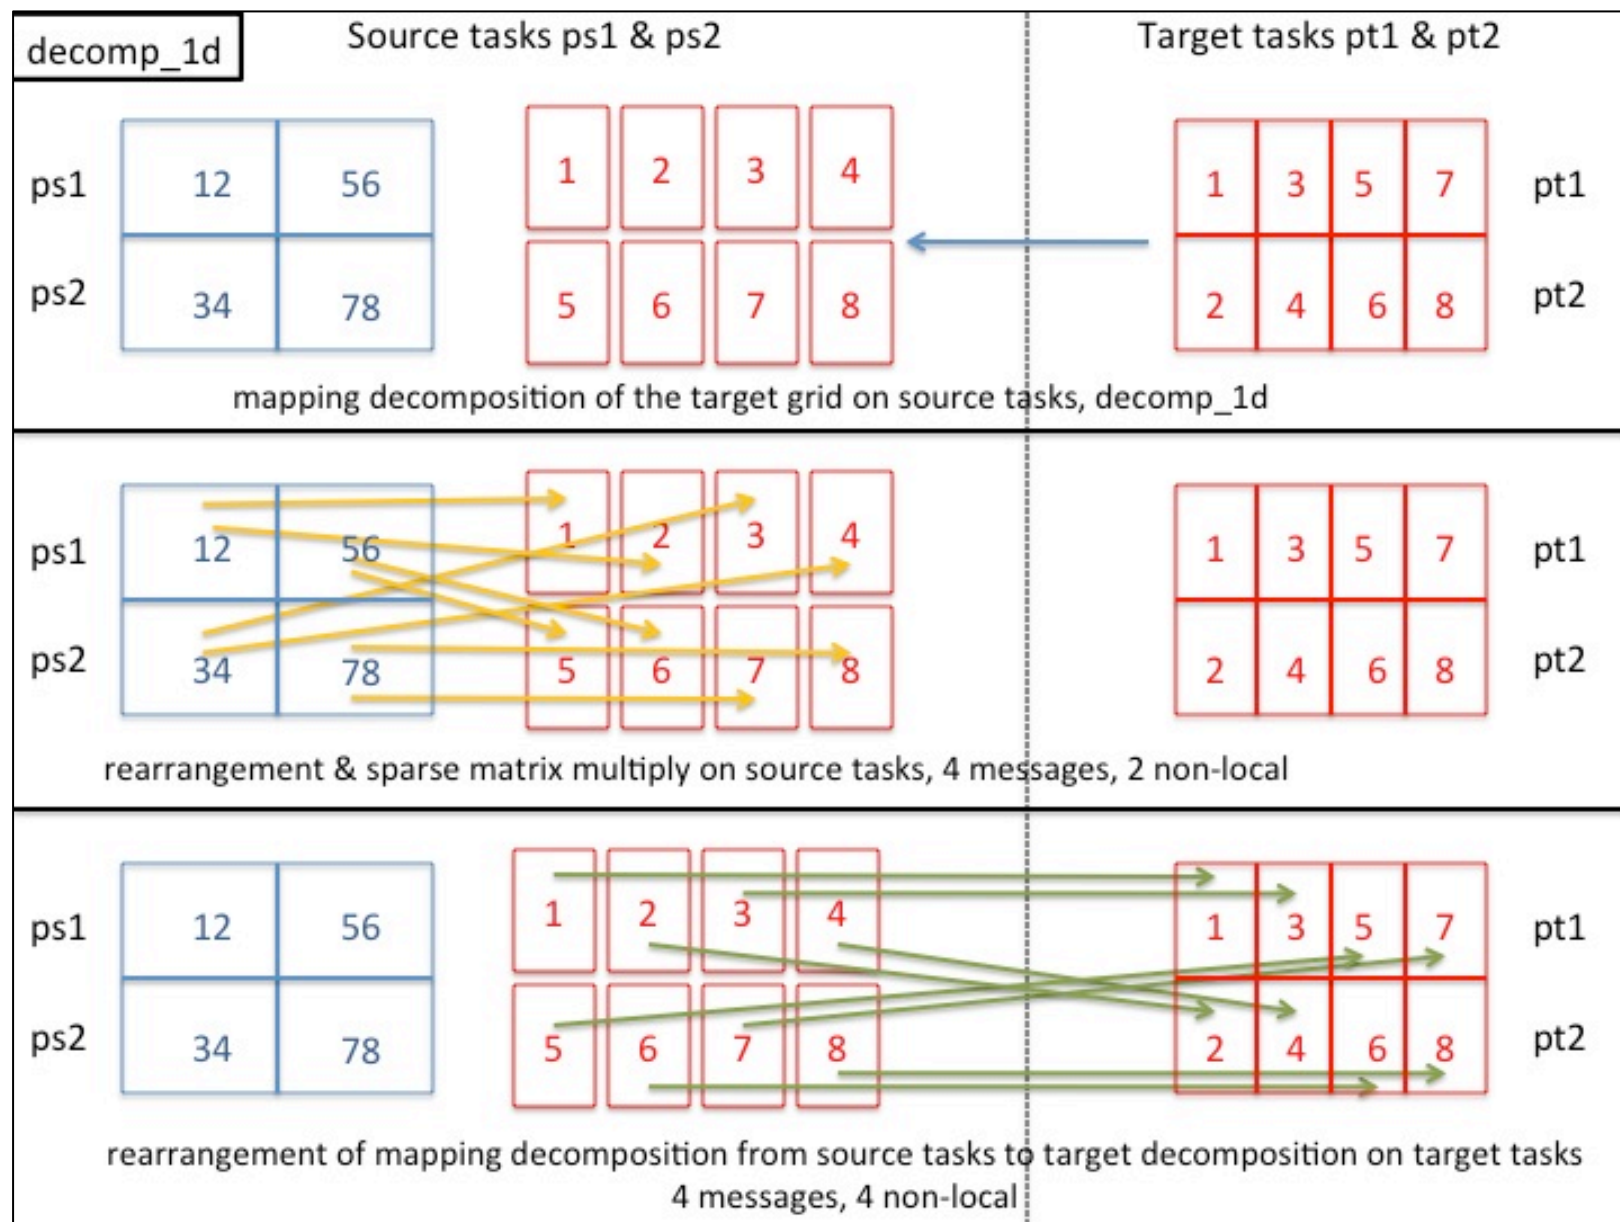 decomp_1d
Source tasks ps1 & ps2
Target tasks pt1 & pt2
ps1 12 56 1 2 3 4 1 3 5 7 pt1
ps2 34 78 5 6 7 8 2 4 6 8 pt2
mapping decomposition of the target grid on source tasks, decomp_1d
ps1 12 56 1 2 3 4 1 3 5 7 pt1
ps2 34 78 5 6 7 8 2 4 6 8 pt2
rearrangement & sparse matrix multiply on source tasks, 4 messages, 2 non-local
ps1 12 56 1 2 3 4 1 3 5 7 pt1
ps2 34 78 5 6 7 8 2 4 6 8 pt2
rearrangement of mapping decomposition from source tasks to target decomposition on target tasks
4 messages, 4 non-local